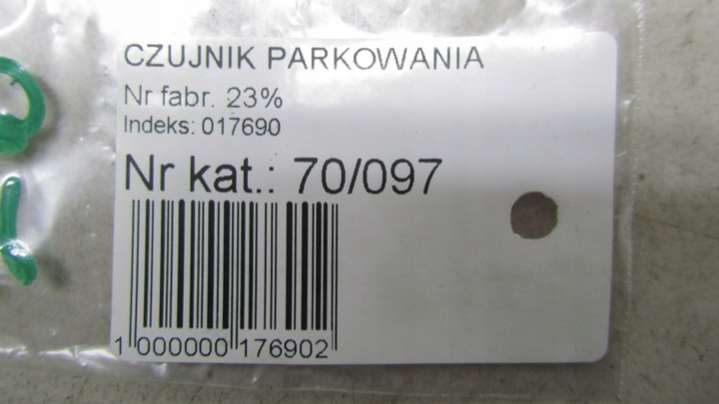 CZUJNIK PARKOWANIA
Nr fabr. 23%
Indeks: 017690
Nr kat.: 70/097
1 000000 176902